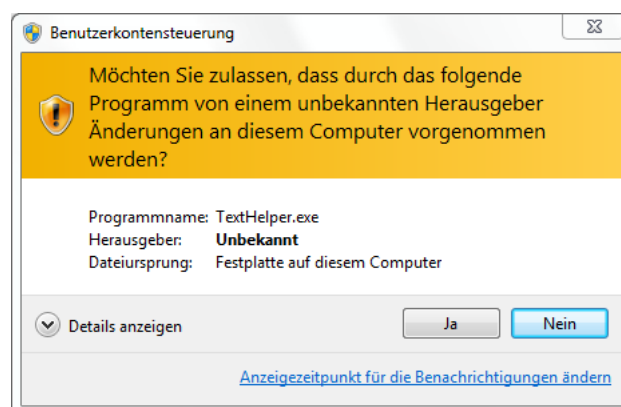 Benutzerkontensteuerung
Möchten Sie zulassen, dass durch das folgende
Programm von einem unbekannten Herausgeber
Änderungen an diesem Computer vorgenommen
werden?
Programmname: TextHelper.exe
Herausgeber: Unbekannt
Dateiursprung: Festplatte auf diesem Computer
Details anzeigen Ja Nein
Anzeigezeitpunkt für die Benachrichtigungen ändern